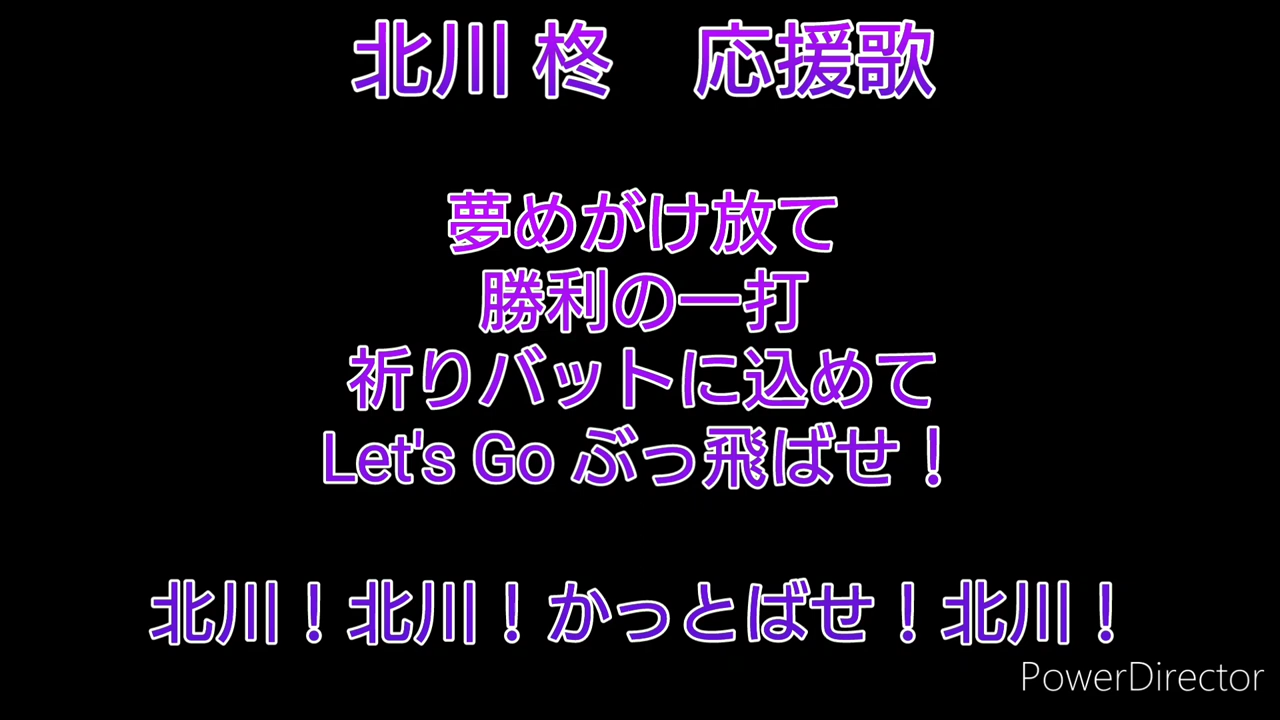 北川 柊　応援歌
夢めがけ放て
勝利の一打
祈りバットに込めて
Let's Go ぶっ飛ばせ！
北川！北川！かっとばせ！北川！
PowerDirector